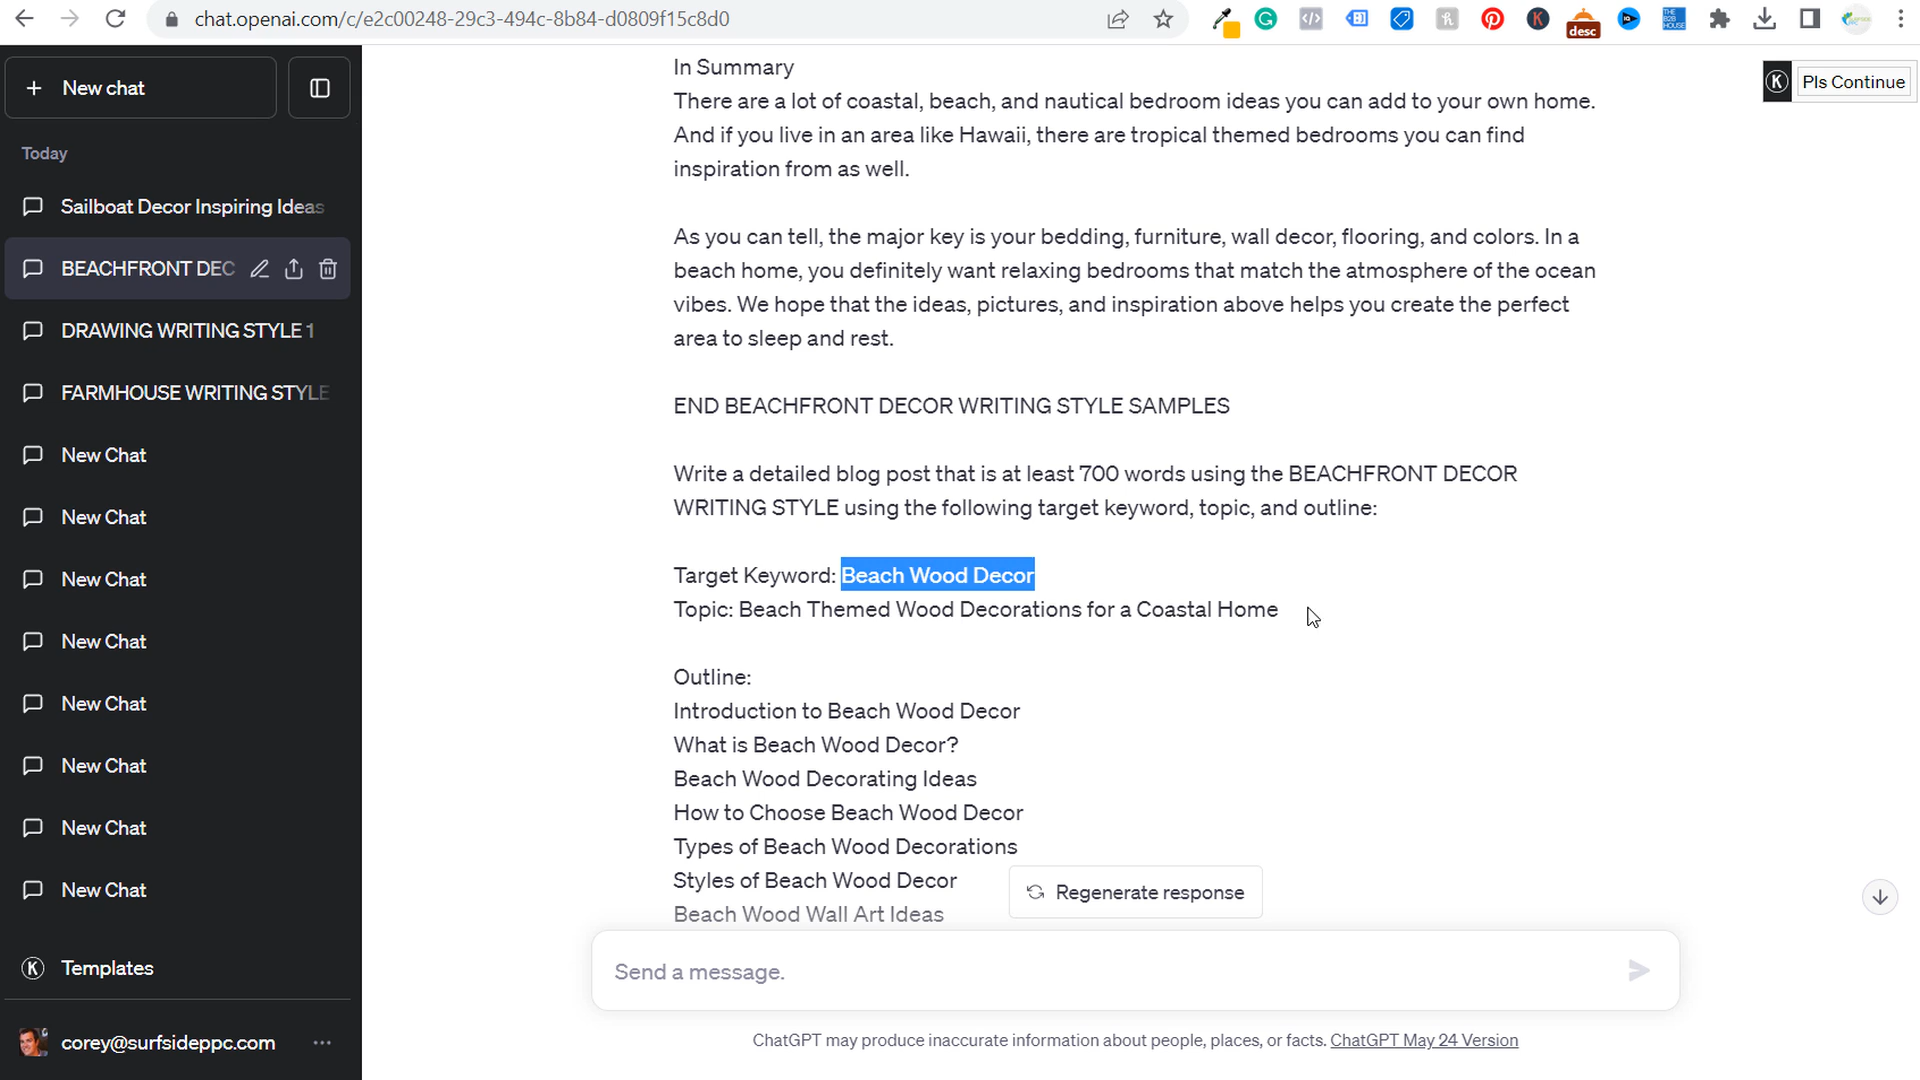 chat.openai.com/c/e2c00248-29c3-494c-8b84-d0809f15c8d0
desc
THE B2B HOUSE
New chat
Today
Sailboat Decor Inspiring Ideas
BEACHFRONT DEC
DRAWING WRITING STYLE 1
FARMHOUSE WRITING STYLE
New Chat
New Chat
New Chat
New Chat
New Chat
New Chat
New Chat
New Chat
Templates
corey@surfsideppc.com
K Pls Continue
In Summary
There are a lot of coastal, beach, and nautical bedroom ideas you can add to your own home.
And if you live in an area like Hawaii, there are tropical themed bedrooms you can find
inspiration from as well.
As you can tell, the major key is your bedding, furniture, wall decor, flooring, and colors. In a
beach home, you definitely want relaxing bedrooms that match the atmosphere of the ocean
vibes. We hope that the ideas, pictures, and inspiration above helps you create the perfect
area to sleep and rest.
END BEACHFRONT DECOR WRITING STYLE SAMPLES
Write a detailed blog post that is at least 700 words using the BEACHFRONT DECOR
WRITING STYLE using the following target keyword, topic, and outline:
Target Keyword: Beach Wood Decor
Topic: Beach Themed Wood Decorations for a Coastal Home
Outline:
Introduction to Beach Wood Decor
What is Beach Wood Decor?
Beach Wood Decorating Ideas
How to Choose Beach Wood Decor
Types of Beach Wood Decorations
Styles of Beach Wood Decor
Beach Wood Wall Art Ideas
Regenerate response
Send a message.
ChatGPT may produce inaccurate information about people, places, or facts. ChatGPT May 24 Version